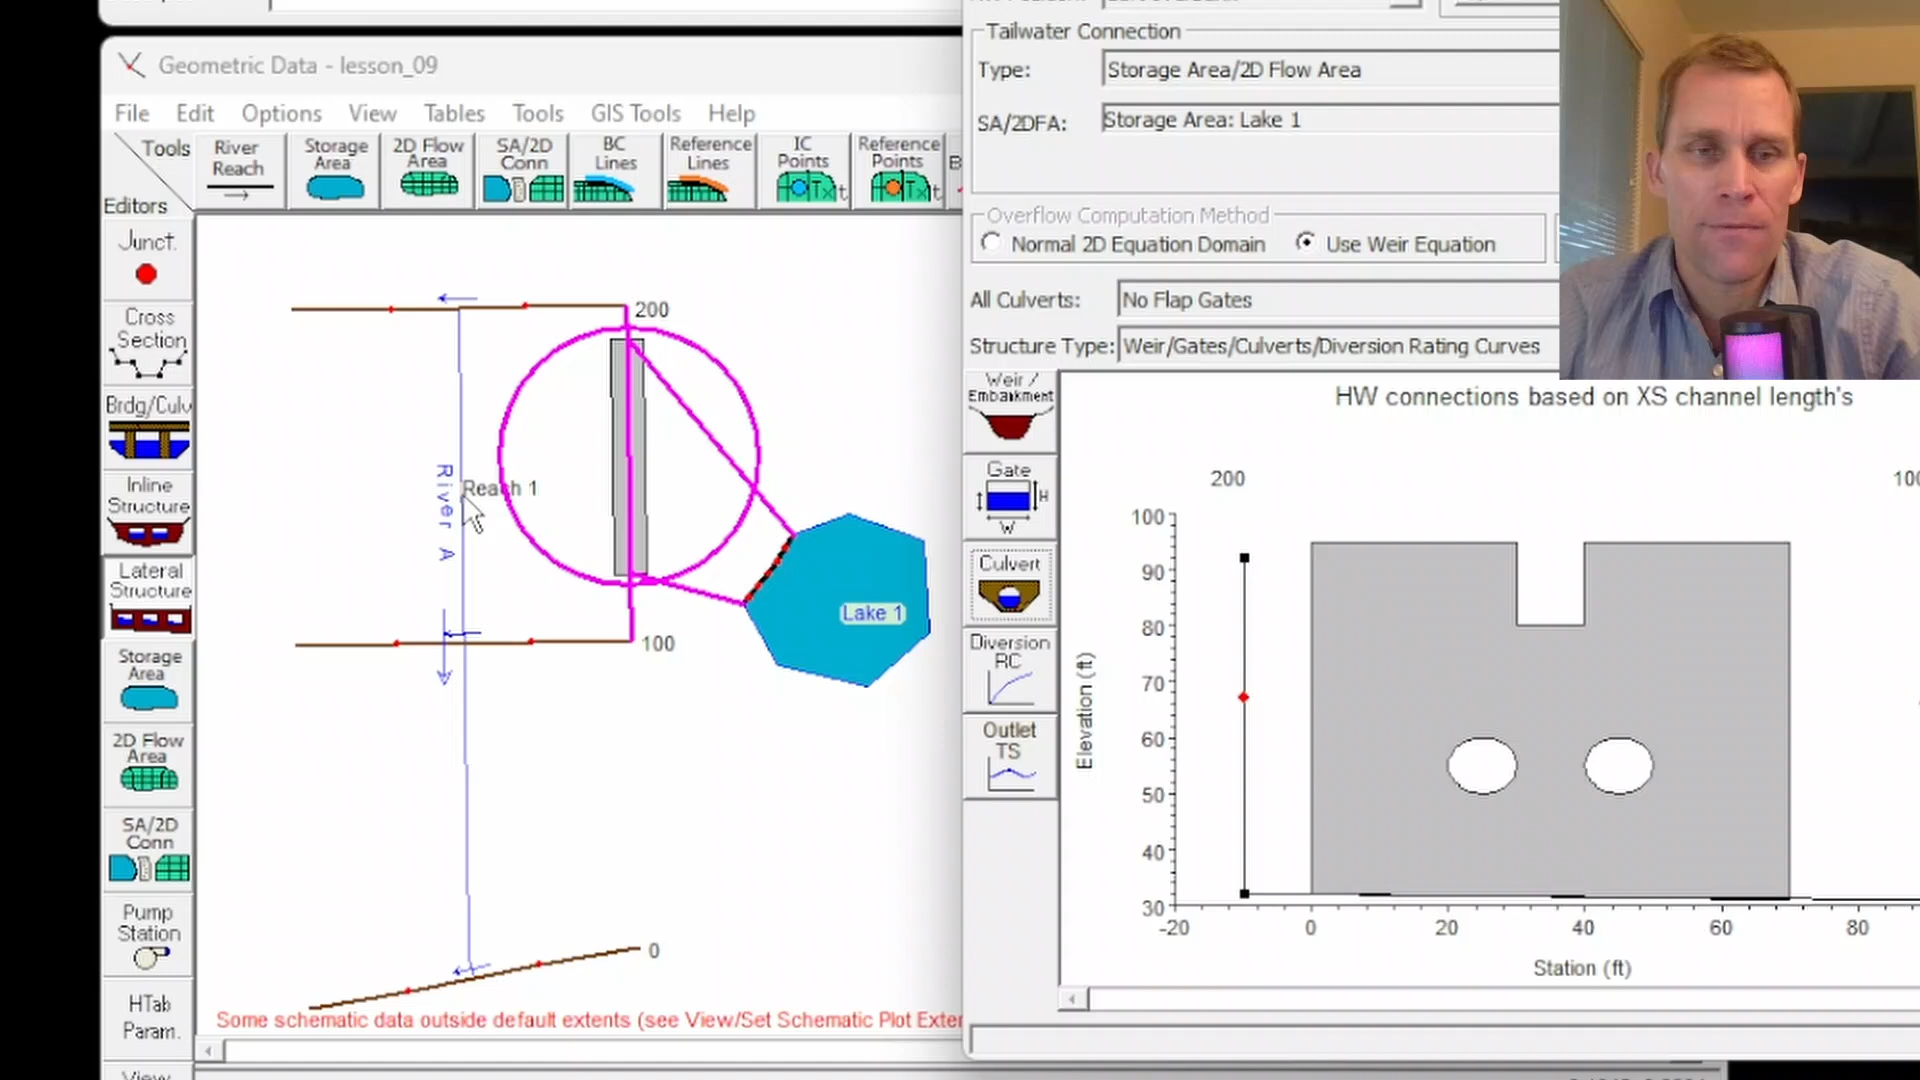 Geometric Data - lesson_09
File Edit Options View Tables Tools GIS Tools Help
Tools
Editors
River
Reach
Storage
Area
2D Flow
Area
SA/2D
Conn
BC
Lines
Reference
Lines
IC
Points
Reference
Points
Junct.
Cross
Section
Brdg/Culv
Inline
Structure
Lateral
Structure
Storage
Area
2D Flow
Area
SA/2D
Conn
Pump
Station
HTab
Param.
View
200
Reach 1
River A
Lake 1
100
0
Some schematic data outside default extents (see View/Set Schematic Plot Exten
Tailwater Connection
Type: Storage Area/2D Flow Area
SA/2DFA: Storage Area: Lake 1
Overflow Computation Method
Normal 2D Equation Domain Use Weir Equation
All Culverts: No Flap Gates
Structure Type: Weir/Gates/Culverts/Diversion Rating Curves
Weir /
Embankment
Gate
H
W
Culvert
Diversion
RC
Outlet
TS
HW connections based on XS channel length's
200 100
100
90
80
70
60
50
40
30
Elevation (ft)
-20 0 20 40 60 80
Station (ft)